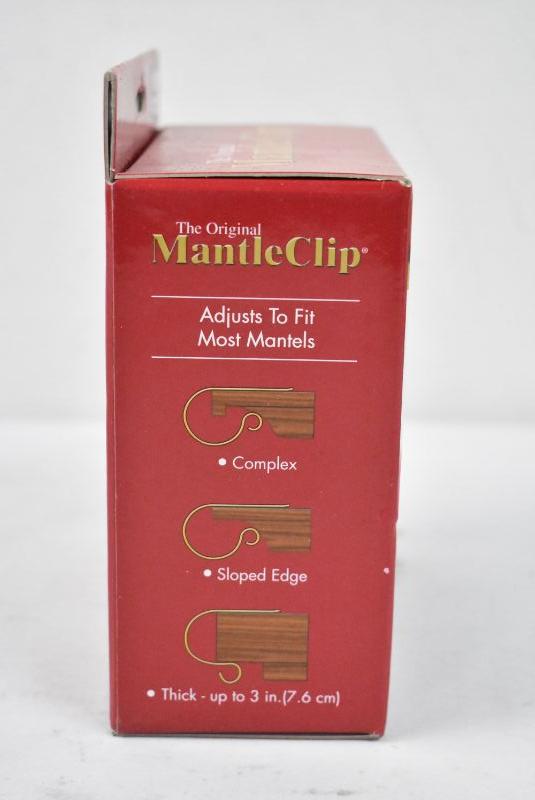 The Original
MantleClip®
Adjusts To Fit
Most Mantels
• Complex
• Sloped Edge
• Thick - up to 3 in.(7.6 cm)